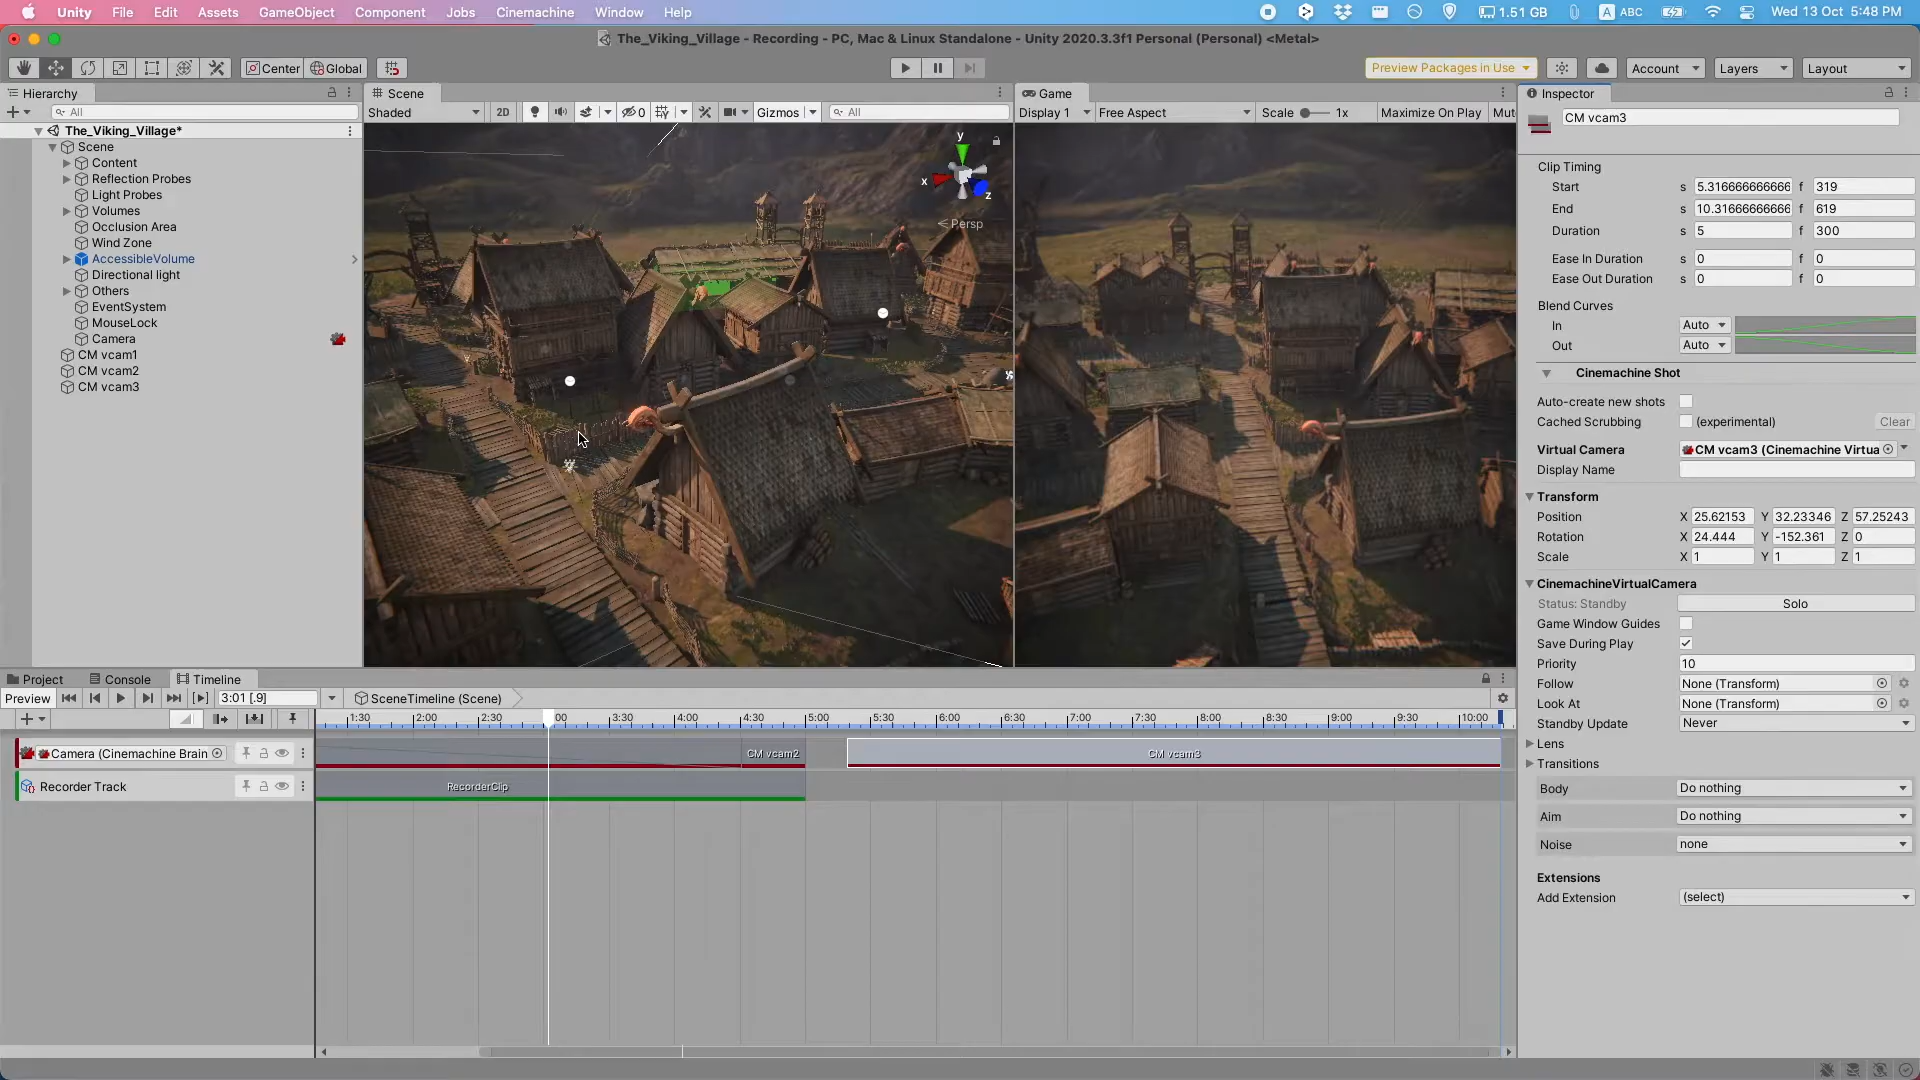 Unity File Edit Assets GameObject Component Jobs Cinemachine Window Help 1.51 GB A ABC Wed 13 Oct 5:48 PM
The_Viking_Village - Recording - PC, Mac & Linux Standalone - Unity 2020.3.3f1 Personal (Personal) <Metal>
Center Global Preview Packages in Use Account Layers Layout
Hierarchy
All
The_Viking_Village*
Scene
Content
Reflection Probes
Light Probes
Volumes
Occlusion Area
Wind Zone
AccessibleVolume
Directional light
Others
EventSystem
MouseLock
Camera
CM vcam1
CM vcam2
CM vcam3
Scene
Shaded 2D 0 Gizmos All
y
x
z
Persp
Game
Display 1 Free Aspect Scale 1x Maximize On Play Mut
Inspector
CM vcam3
Clip Timing
Start s 5.316666666666 f 319
End s 10.31666666666 f 619
Duration s 5 f 300
Ease In Duration s 0 f 0
Ease Out Duration s 0 f 0
Blend Curves
In Auto
Out Auto
Cinemachine Shot
Auto-create new shots
Cached Scrubbing (experimental) Clear
Virtual Camera CM vcam3 (Cinemachine Virtua
Display Name
Transform
Position X 25.62153 Y 32.23346 Z 57.25243
Rotation X 24.444 Y -152.361 Z 0
Scale X 1 Y 1 Z 1
CinemachineVirtualCamera
Status: Standby Solo
Game Window Guides
Save During Play
Priority 10
Follow None (Transform)
Look At None (Transform)
Standby Update Never
Lens
Transitions
Body Do nothing
Aim Do nothing
Noise none
Extensions
Add Extension (select)
Project Console Timeline
Preview 3:01 [.9] SceneTimeline (Scene)
1:30 2:00 2:30 00 3:30 4:00 4:30 5:00 5:30 6:00 6:30 7:00 7:30 8:00 8:30 9:00 9:30 10:00
Camera (Cinemachine Brain CM vcam2 CM vcam3
Recorder Track RecorderClip